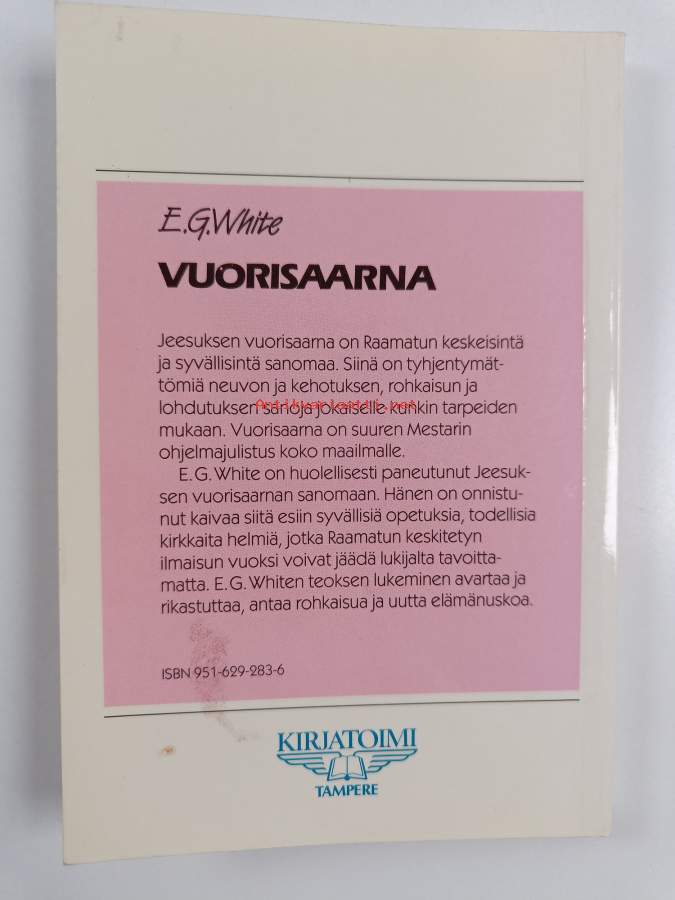 E.G.White
VUORISAARNA
Jeesuksen vuorisaarna on Raamatun keskeisintä
ja syvällisintä sanomaa. Siinä on tyhjentymät-
tömiä neuvon ja kehotuksen, rohkaisun ja
lohdutuksen sanoja jokaiselle kunkin tarpeiden
Antikvariaatti.net
mukaan. Vuorisaarna on suuren Mestarin
ohjelmajulistus koko maailmalle.
E.G. White on huolellisesti paneutunut Jeesuk-
sen vuorisaarnan sanomaan. Hänen on onnistu-
nut kaivaa siitä esiin syvällisiä opetuksia, todellisia
kirkkaita helmiä, jotka Raamatun keskitetyn
ilmaisun vuoksi voivat jäädä lukijalta tavoitta-
matta. E.G. Whiten teoksen lukeminen avartaa ja
rikastuttaa, antaa rohkaisua ja uutta elämänuskoa.
ISBN 951-629-283-6
KIRJATOIMI
TAMPERE